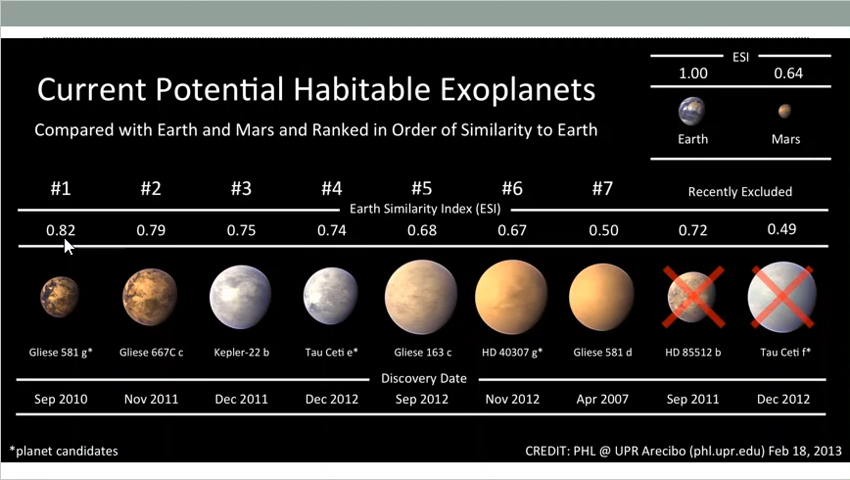 ESI
1.00 0.64
Earth Mars
Current Potential Habitable Exoplanets
Compared with Earth and Mars and Ranked in Order of Similarity to Earth
#1 #2 #3 #4 #5 #6 #7 Recently Excluded
Earth Similarity Index (ESI)
0.82 0.79 0.75 0.74 0.68 0.67 0.50 0.72 0.49
Gliese 581 g* Gliese 667C c Kepler-22 b Tau Ceti e* Gliese 163 c HD 40307 g* Gliese 581 d HD 85512 b Tau Ceti f*
Discovery Date
Sep 2010 Nov 2011 Dec 2011 Dec 2012 Sep 2012 Nov 2012 Apr 2007 Sep 2011 Dec 2012
*planet candidates CREDIT: PHL @ UPR Arecibo (phl.upr.edu) Feb 18, 2013